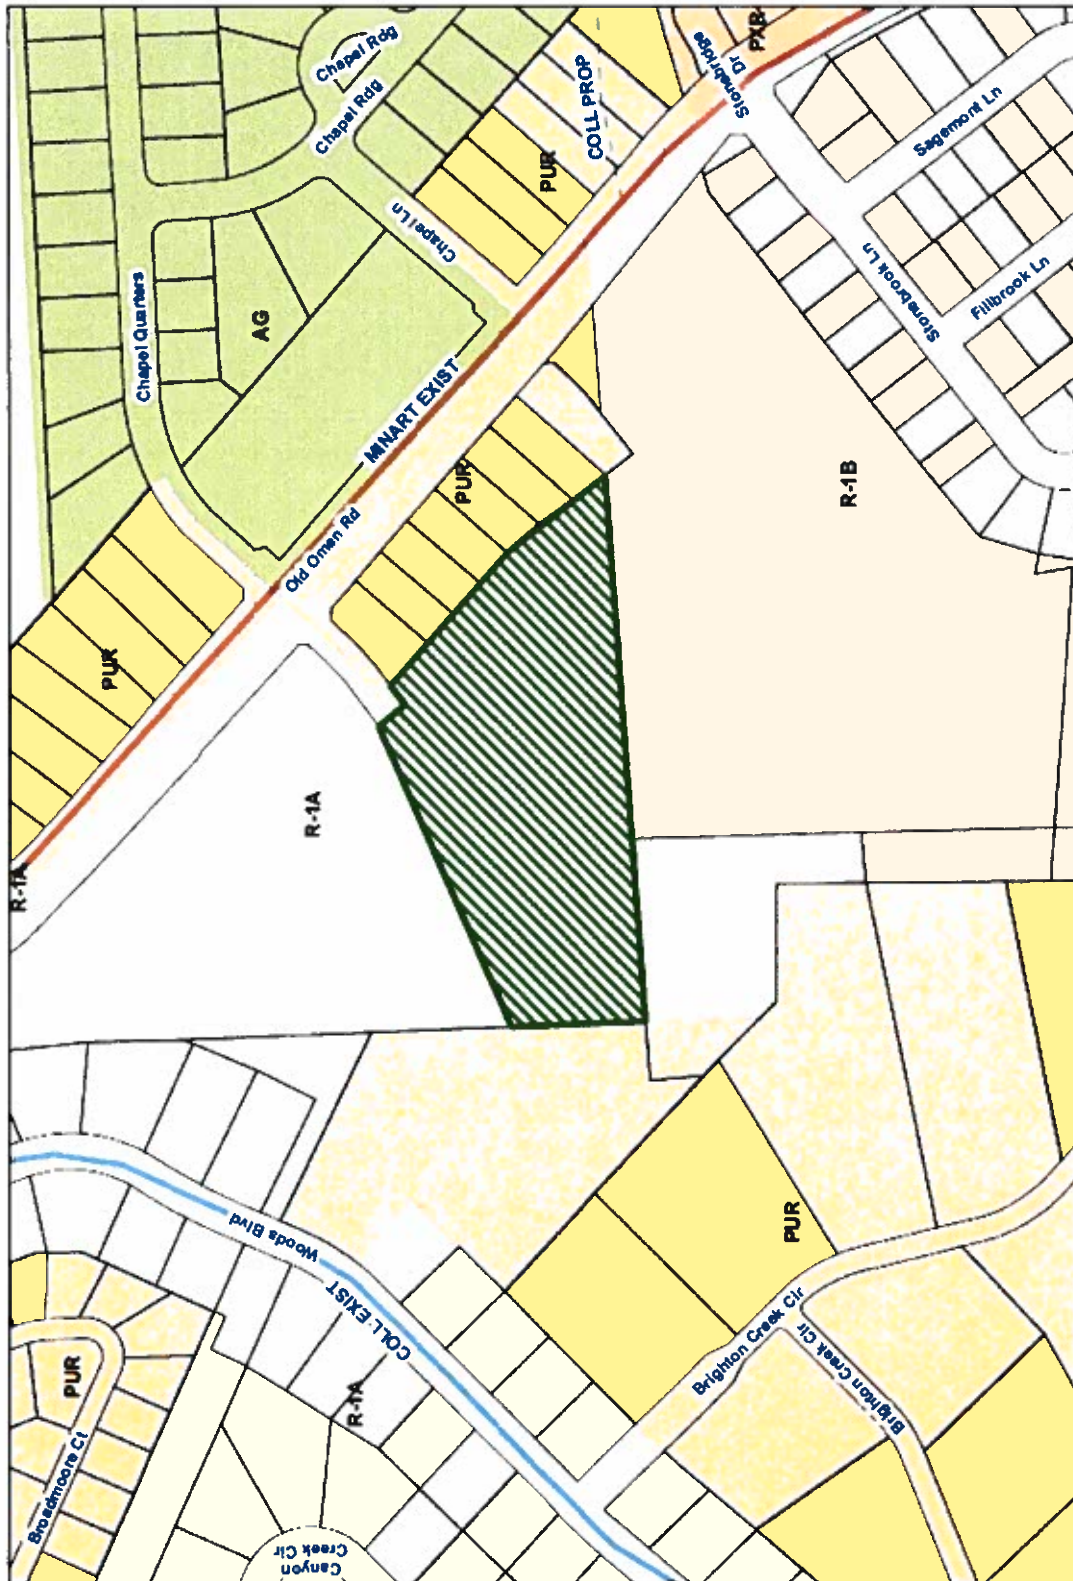 Chapel Rdg
Chapel Rdg
PXB
Stonebridge
Dr
COLL PROP
PUR
Sagemont Ln
Chapel Ln
Chapel Quarters
AG
MINART EXIST
Stonebrook Ln
Fillbrook Ln
PUR
Old Omen Rd
R-1B
PUR
R-1A
R-1A
Woods Blvd
COLL EXIST
PUR
PUR
R-1A
Brighton Creek Cir
Brighton Creek Cir
Broadmoore Ct
Canyon
Creek Cir